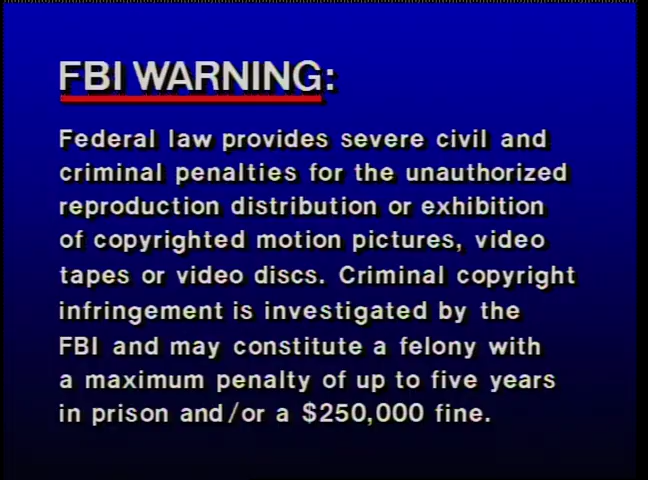 FBI WARNING:
Federal law provides severe civil and
criminal penalties for the unauthorized
reproduction distribution or exhibition
of copyrighted motion pictures, video
tapes or video discs. Criminal copyright
infringement is investigated by the
FBI and may constitute a felony with
a maximum penalty of up to five years
in prison and/or a $250,000 fine.